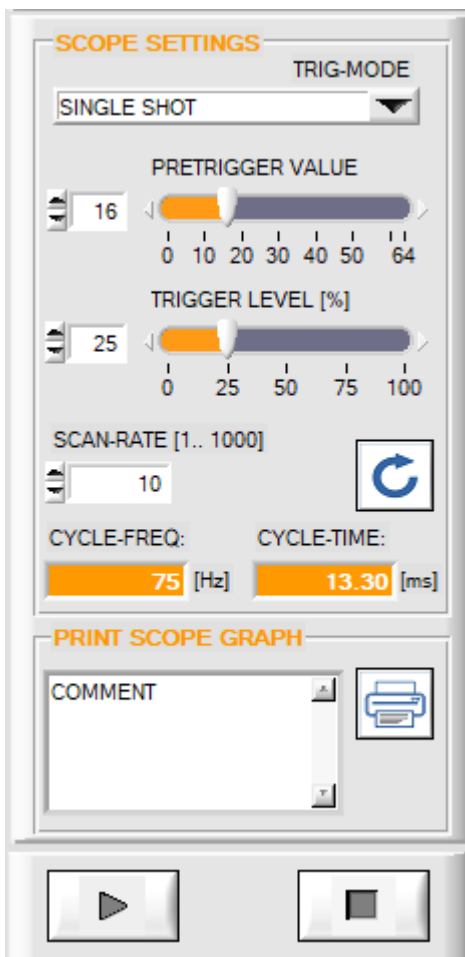 SCOPE SETTINGS
TRIG-MODE
SINGLE SHOT
PRETRIGGER VALUE
16
0 10 20 30 40 50 64
TRIGGER LEVEL [%]
25
0 25 50 75 100
SCAN-RATE [1.. 1000]
10
CYCLE-FREQ: CYCLE-TIME:
75 [Hz] 13.30 [ms]
PRINT SCOPE GRAPH
COMMENT